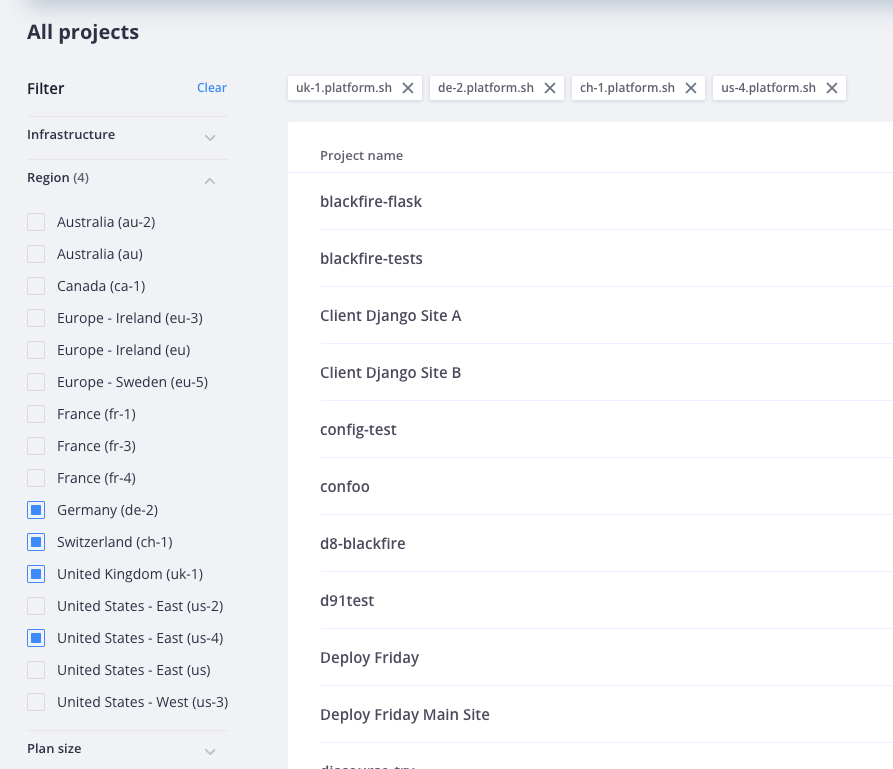 All projects
Filter
Clear
Infrastructure
Region (4)
Australia (au-2)
Australia (au)
Canada (ca-1)
Europe - Ireland (eu-3)
Europe - Ireland (eu)
Europe - Sweden (eu-5)
France (fr-1)
France (fr-3)
France (fr-4)
Germany (de-2)
Switzerland (ch-1)
United Kingdom (uk-1)
United States - East (us-2)
United States - East (us-4)
United States - East (us)
United States - West (us-3)
Plan size
uk-1.platform.sh
de-2.platform.sh
ch-1.platform.sh
us-4.platform.sh
Project name
blackfire-flask
blackfire-tests
Client Django Site A
Client Django Site B
config-test
confoo
d8-blackfire
d91test
Deploy Friday
Deploy Friday Main Site